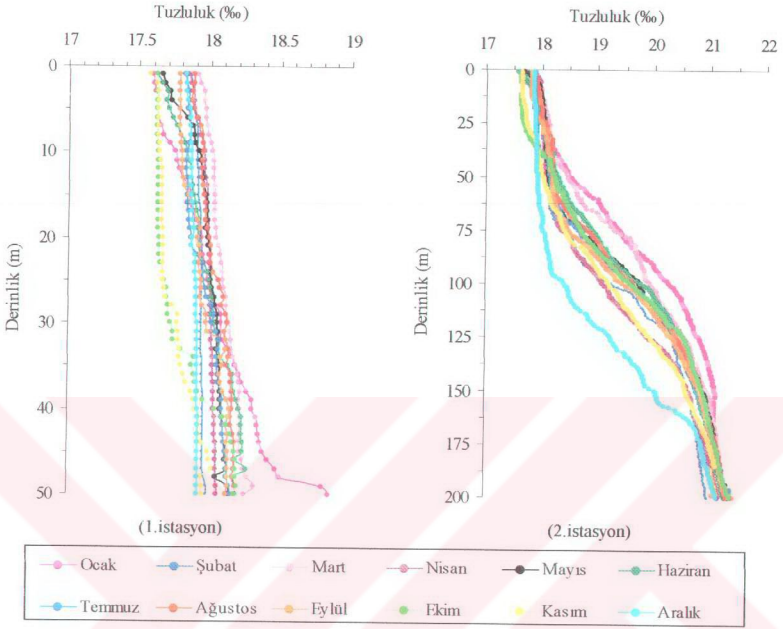 Tuzluluk (‰)
17 17.5 18 18.5 19
Derinlik (m)
0
10
20
30
40
50
(1.istasyon)
Tuzluluk (‰)
17 18 19 20 21 22
Derinlik (m)
0
25
50
75
100
125
150
175
200
(2.istasyon)
Ocak Şubat Mart Nisan Mayıs Haziran
Temmuz Ağustos Eylül Ekim Kasım Aralık